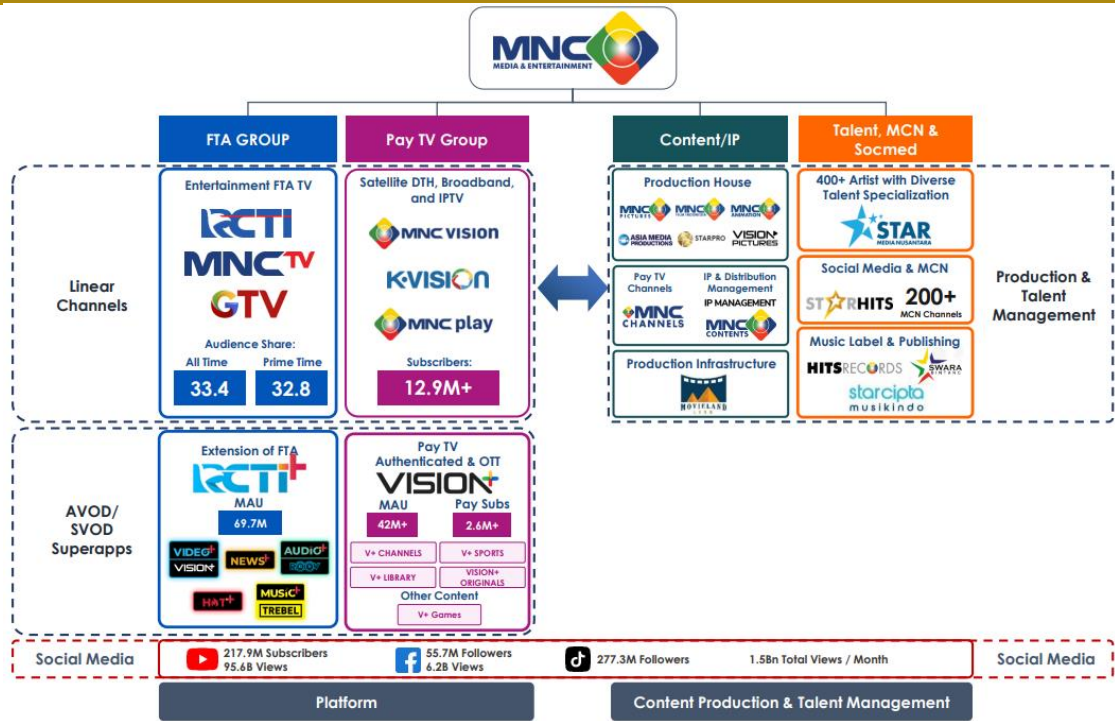 MNC
MEDIA & ENTERTAINMENT
FTA GROUP
Pay TV Group
Content/IP
Talent, MCN &
Socmed
Linear
Channels
Entertainment FTA TV
RCTI
MNCTV
GTV
Audience Share:
All Time
Prime Time
33.4
32.8
Satellite DTH, Broadband,
and IPTV
MNC VISION
K-VISION
MNC play
Subscribers:
12.9M+
Production House
MNC
PICTURES
MNC
MNC
ANIMATION
ASIA MEDIA
PRODUCTIONS
STARPRO
VISION+
PICTURES
Pay TV
Channels
MNC
CHANNELS
IP & Distribution
Management
IP MANAGEMENT
MNC
CONTENTS
Production Infrastructure
MOVIELAND
400+ Artist with Diverse
Talent Specialization
STAR
MEDIA NUSANTARA
Social Media & MCN
STARHITS
200+
MCN Channels
Music Label & Publishing
HITSRECORDS
SWARA
BINTANG
starcipta
musikindo
Production &
Talent
Management
AVOD/
SVOD
Superapps
Extension of FTA
RCTI+
MAU
69.7M
VIDEO+
VISION+
NEWS+
AUDIO+
ROOV
HOT+
MUSIC+
TREBEL
Pay TV
Authenticated & OTT
VISION+
MAU
Pay Subs
42M+
2.6M+
V+ CHANNELS
V+ SPORTS
V+ LIBRARY
VISION+
ORIGINALS
Other Content
V+ Games
Social Media
217.9M Subscribers
95.6B Views
55.7M Followers
6.2B Views
277.3M Followers
1.5Bn Total Views / Month
Social Media
Platform
Content Production & Talent Management